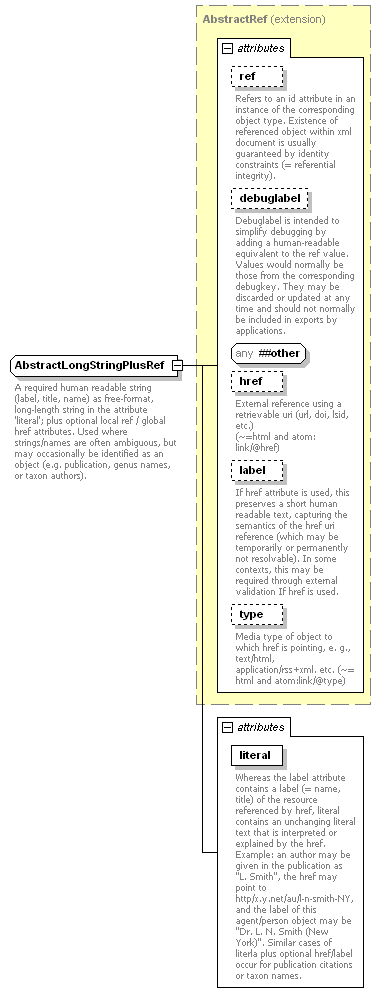 AbstractRef (extension)
attributes
ref
Refers to an id attribute in an
instance of the corresponding
object type. Existence of
referenced object within xml
document is usually
guaranteed by identity
constraints (= referential
integrity).
debuglabel
Debuglabel is intended to
simplify debugging by
adding a human-readable
equivalent to the ref value.
Values would normally be
those from the corresponding
debugkey. They may be
discarded or updated at any
time and should not normally
be included in exports by
applications.
any ##other
href
External reference using a
retrievable uri (url, doi, lsid,
etc.)
(~=html and atom:
link/@href)
label
If href attribute is used, this
preserves a short human
readable text, capturing the
semantics of the href uri
reference (which may be
temporarily or permanently
not resolvable). In some
contexts, this may be
required through external
validation If href is used.
type
Media type of object to
which href is pointing, e. g.,
text/html,
application/rss+xml. etc. (~=
html and atom:link/@type)
AbstractLongStringPlusRef
A required human readable string
(label, title, name) as free-format,
long-length string in the attribute
'literal'; plus optional local ref / global
href attributes. Used where
strings/names are often ambiguous, but
may occasionally be identified as an
object (e.g. publication, genus names,
or taxon authors).
attributes
literal
Whereas the label attribute
contains a label (= name,
title) of the resource
referenced by href, literal
contains an unchanging literal
text that is interpreted or
explained by the href.
Example: an author may be
given in the publication as
"L. Smith", the href may
point to
http/x.y.net/au/l-n-smith-NY,
and the label of this
agent/person object may be
"Dr. L. N. Smith (New
York)". Similar cases of
literla plus optional href/label
occur for publication citations
or taxon names.